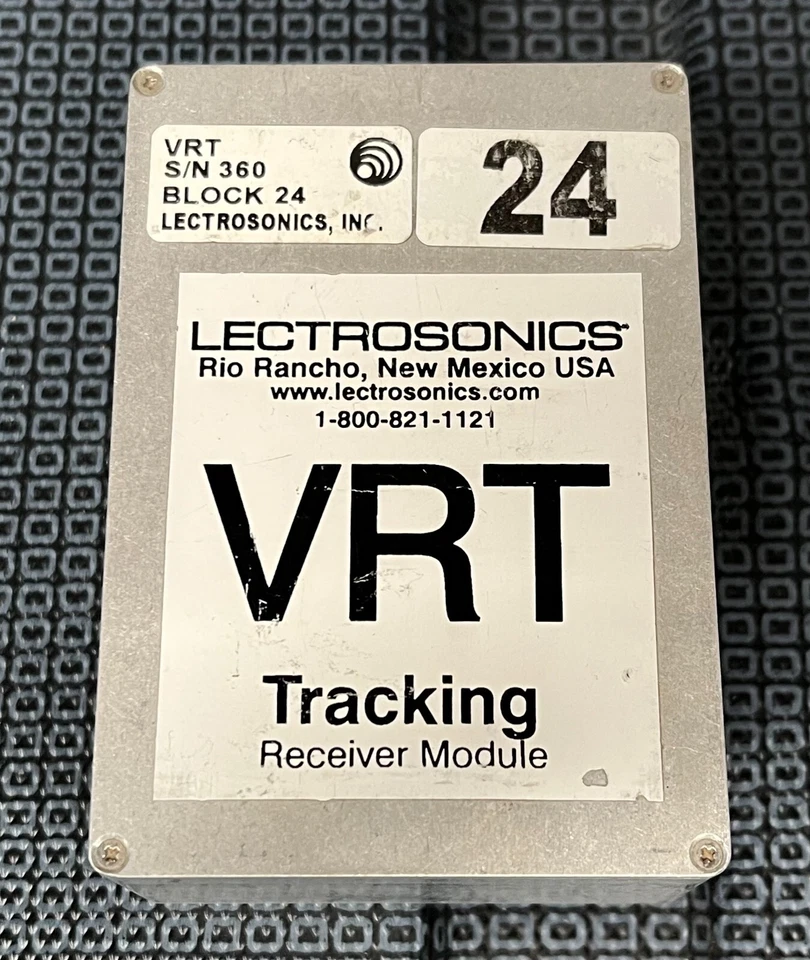 VRT
S/N 360
BLOCK 24
LECTROSONICS, INC.
24
LECTROSONICS
Rio Rancho, New Mexico USA
www.lectrosonics.com
1-800-821-1121
VRT
Tracking
Receiver Module